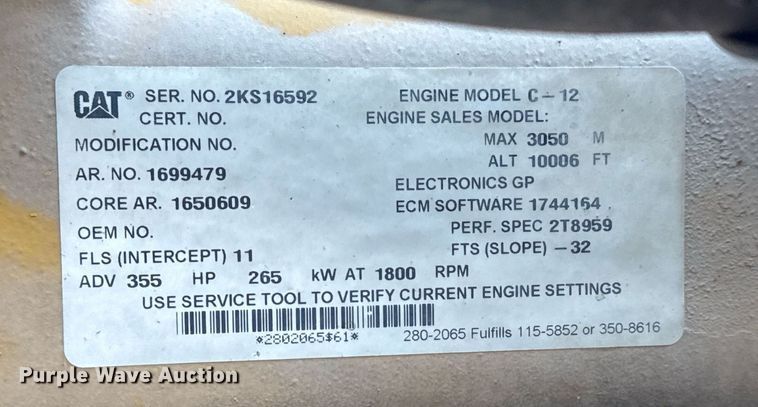 CAT® SER. NO. 2KS16592 ENGINE MODEL C-12
CERT. NO. ENGINE SALES MODEL:
MODIFICATION NO. MAX 3050 M
ALT 10006 FT
AR. NO. 1699479 ELECTRONICS GP
CORE AR. 1650609 ECM SOFTWARE 1744164
OEM NO. PERF. SPEC 2T8959
FLS (INTERCEPT) 11 FTS (SLOPE) -32
ADV 355 HP 265 kW AT 1800 RPM
USE SERVICE TOOL TO VERIFY CURRENT ENGINE SETTINGS
*2802065$61* 280-2065 Fulfills 115-5852 or 350-8616
Purple Wave Auction